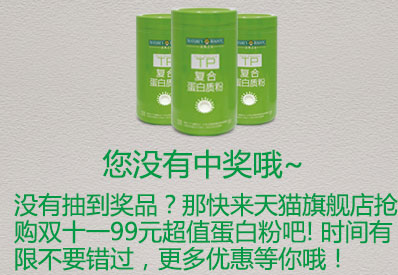 TP
复合
蛋白质粉
您没有中奖哦~
没有抽到奖品？那快来天猫旗舰店抢
购双十一99元超值蛋白粉吧! 时间有
限不要错过，更多优惠等你哦！